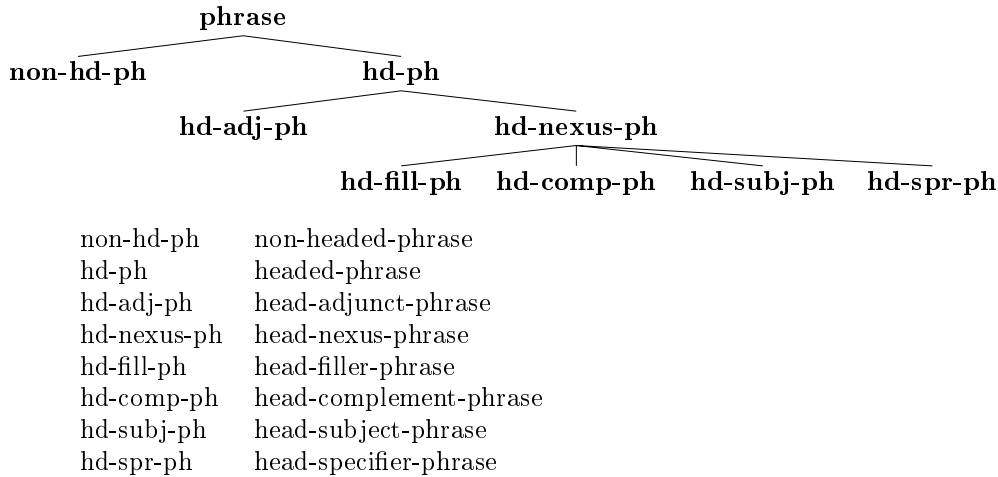 phrase
non-hd-ph hd-ph
hd-adj-ph hd-nexus-ph
hd-fill-ph hd-comp-ph hd-subj-ph hd-spr-ph
non-hd-ph non-headed-phrase
hd-ph headed-phrase
hd-adj-ph head-adjunct-phrase
hd-nexus-ph head-nexus-phrase
hd-fill-ph head-filler-phrase
hd-comp-ph head-complement-phrase
hd-subj-ph head-subject-phrase
hd-spr-ph head-specifier-phrase